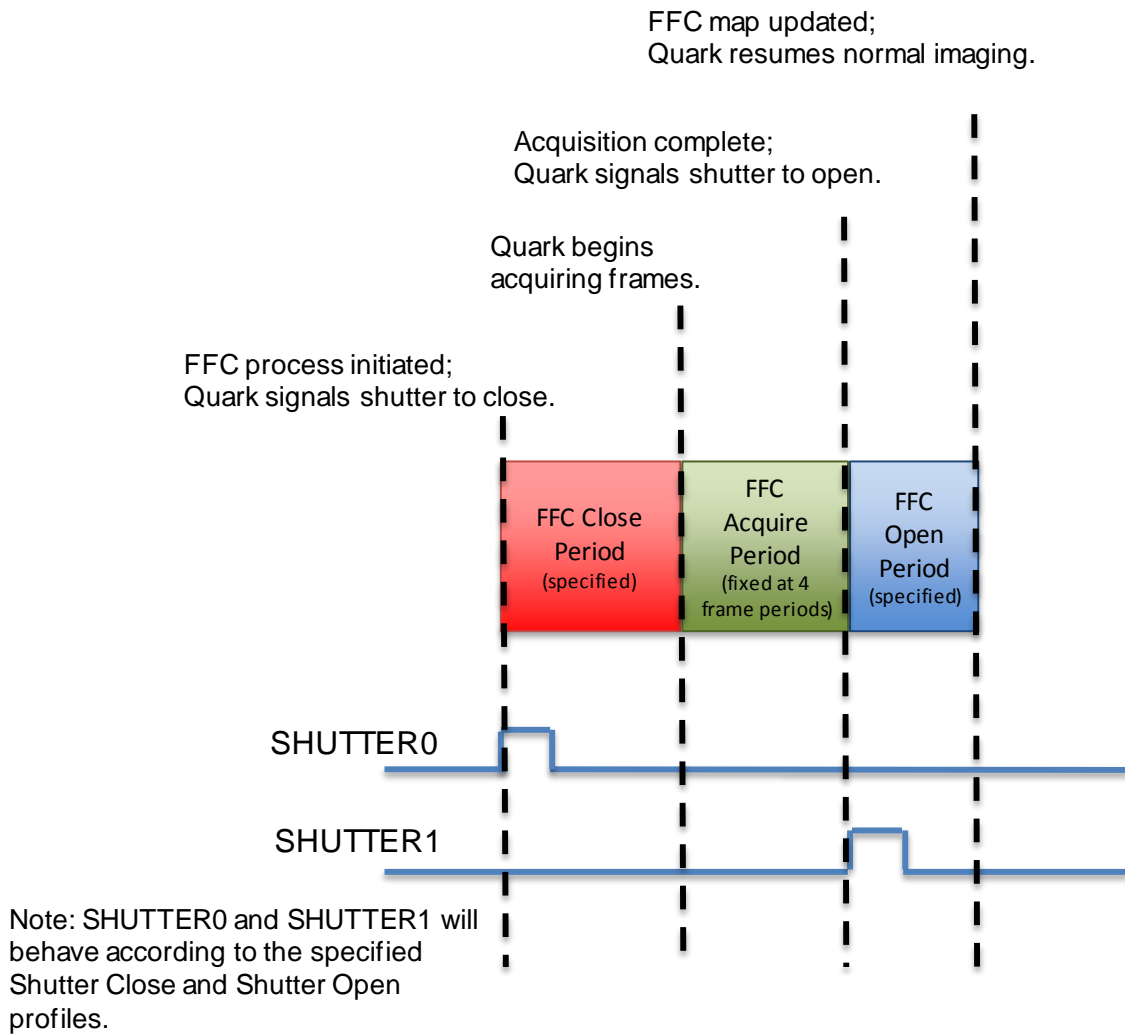 FFC map updated;
Quark resumes normal imaging.
Acquisition complete;
Quark signals shutter to open.
Quark begins
acquiring frames.
FFC process initiated;
Quark signals shutter to close.
FFC Close
Period
(specified)
FFC
Acquire
Period
(fixed at 4
frame periods)
FFC
Open
Period
(specified)
SHUTTER0
SHUTTER1
Note: SHUTTER0 and SHUTTER1 will
behave according to the specified
Shutter Close and Shutter Open
profiles.